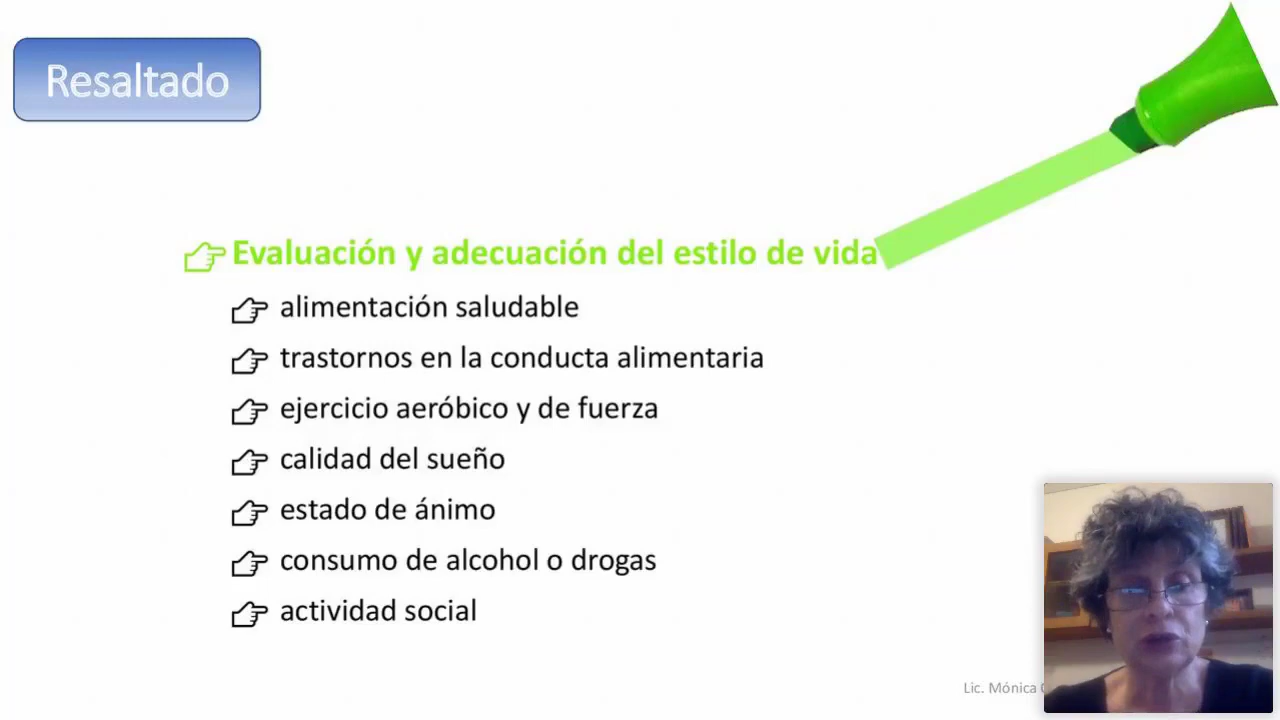 Resaltado
Evaluación y adecuación del estilo de vida
alimentación saludable
trastornos en la conducta alimentaria
ejercicio aeróbico y de fuerza
calidad del sueño
estado de ánimo
consumo de alcohol o drogas
actividad social
Lic. Mónica